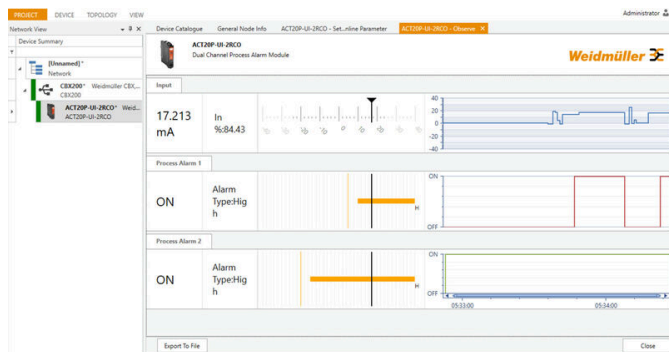 PROJECT DEVICE TOPOLOGY VIEW Administrator
Network View Device Catalogue General Node Info ACT20P-UI-2RCO - Set...nline Parameter ACT20P-UI-2RCO - Observe X
Device Summary
ACT20P-UI-2RCO
Dual Channel Process Alarm Module
Weidmüller
[Unnamed]*
Network
CBX200* Weidmüller CBX,...
CBX200
ACT20P-UI-2RCO* Weid...
ACT20P-UI-2RCO
Input
17.213
mA
In
%:84.43
40
20
0
-20
-40
Process Alarm 1
ON
Alarm
Type:Hig
h
H
ON
OFF
Process Alarm 2
ON
Alarm
Type:Hig
h
H
ON
OFF
05:33:00 05:34:00
Export To File Close